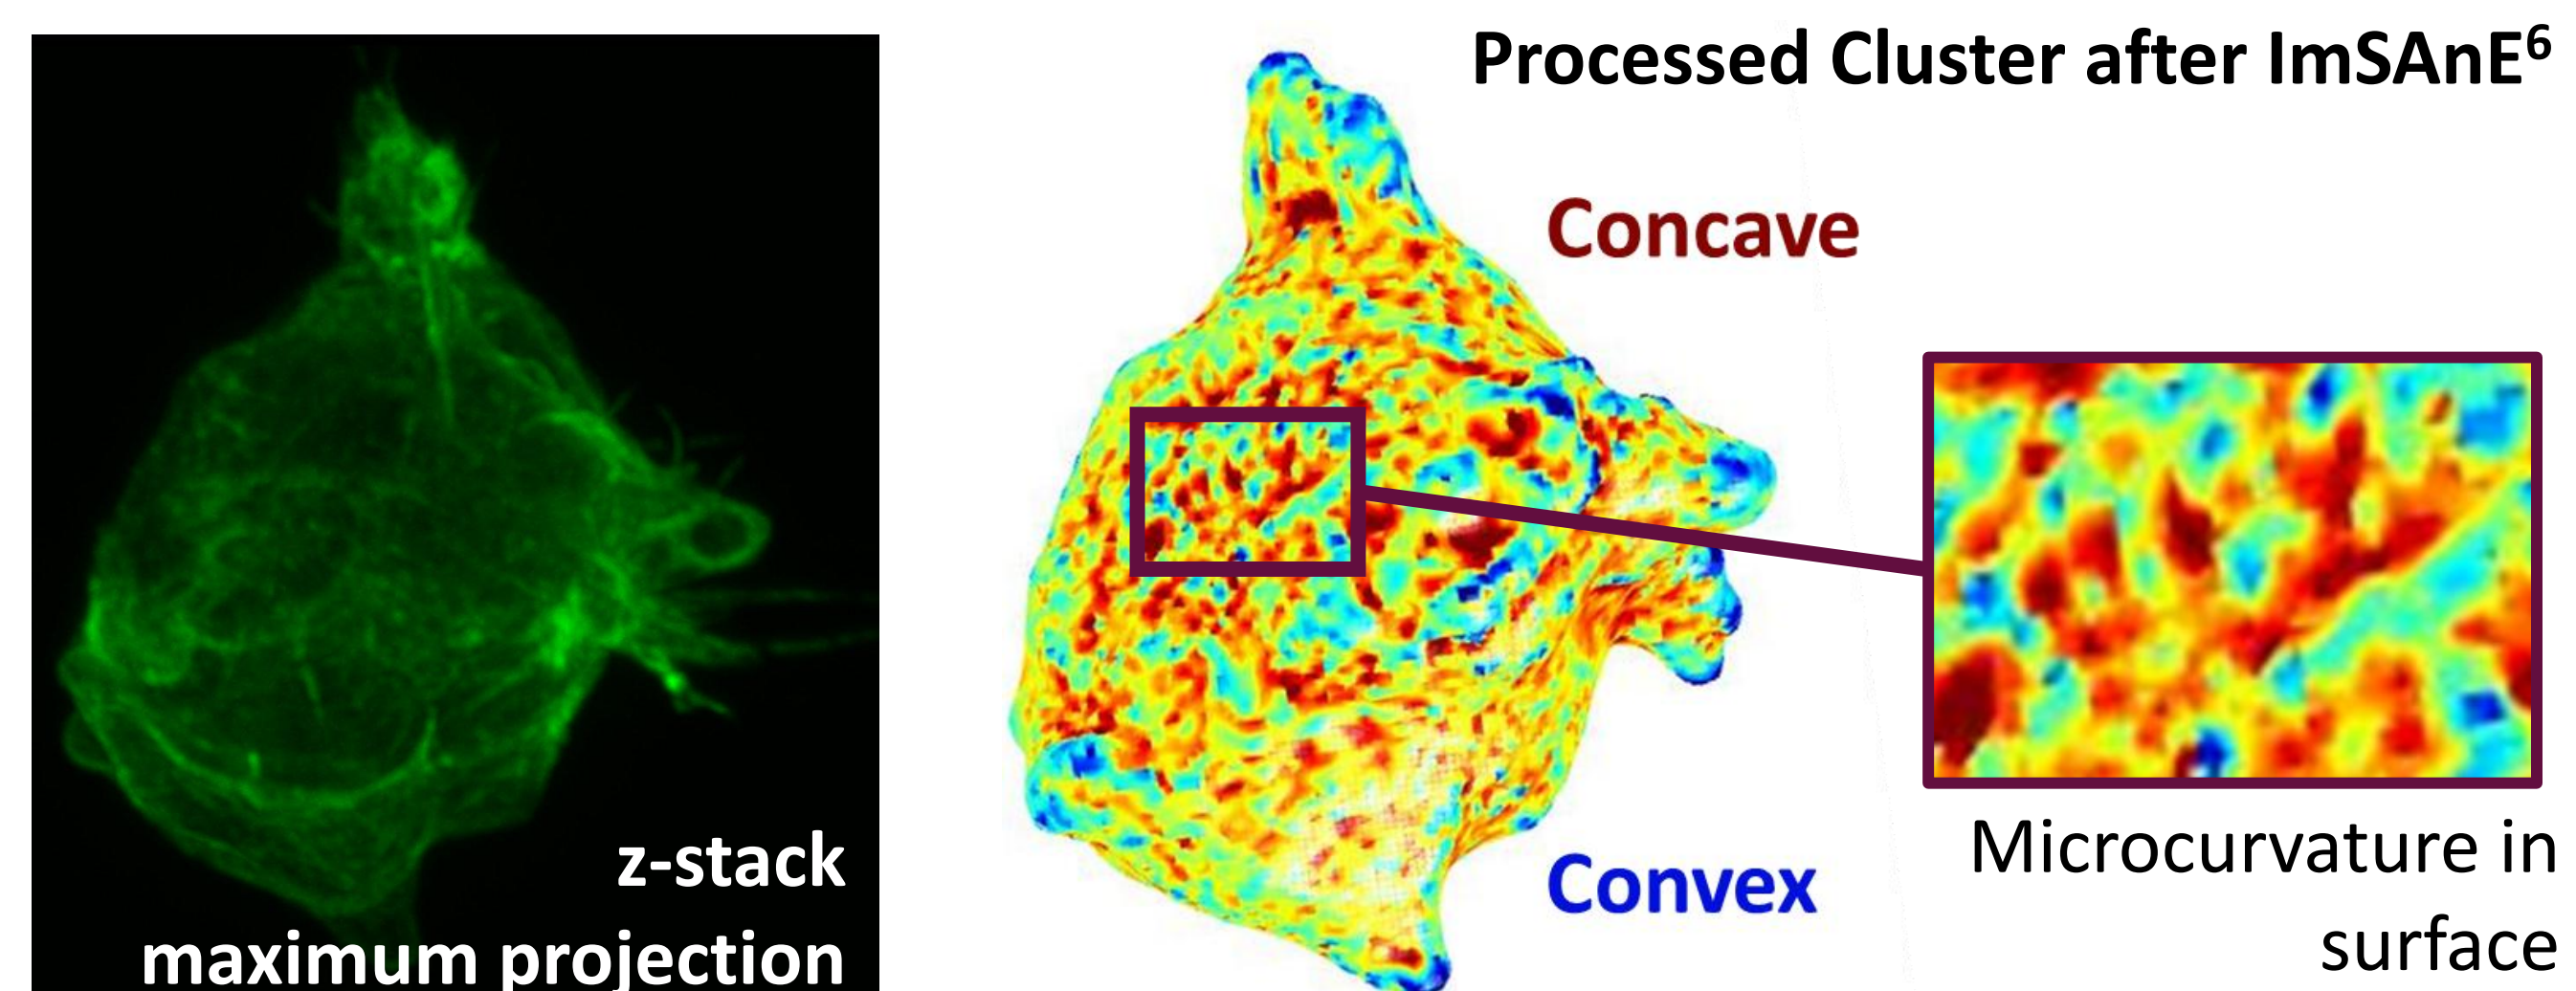 Processed Cluster after ImSAnE⁶
Concave
z-stack
maximum projection
Convex
Microcurvature in
surface